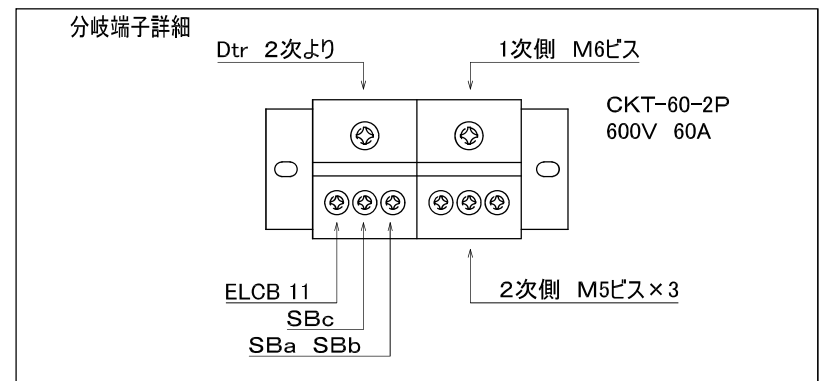 分岐端子詳細
Dtr 2次より
1次側 M6ビス
CKT-60-2P
600V 60A
ELCB 11
2次側 M5ビス×3
SBc
SBa SBb